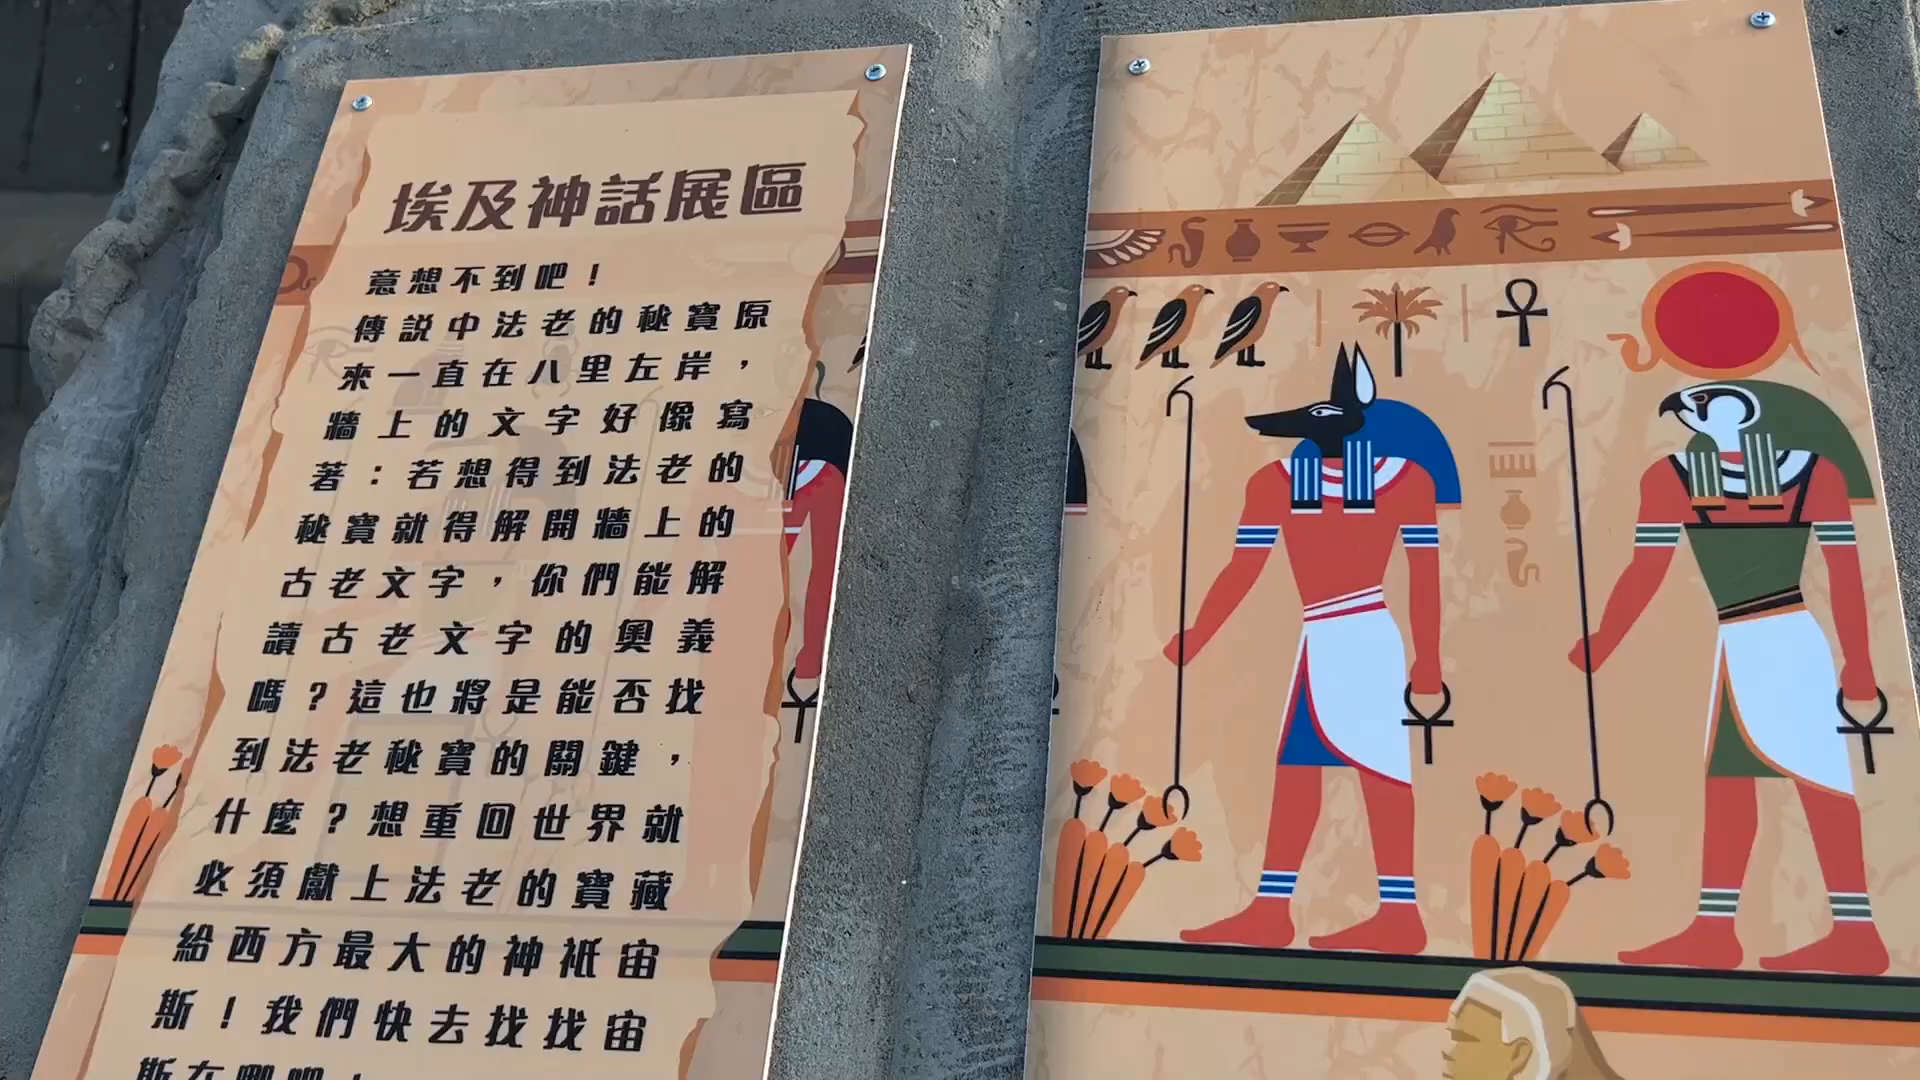 埃及神話展區
意想不到吧！
傳說中法老的秘寶原
來一直在八里左岸，
牆上的文字好像寫
著：若想得到法老的
秘寶就得解開牆上的
古老文字，你們能解
讀古老文字的奧義
嗎？這也將是能否找
到法老秘寶的關鍵，
什麼？想重回世界就
必須獻上法老的寶藏
給西方最大的神祇宙
斯！我們快去找找宙